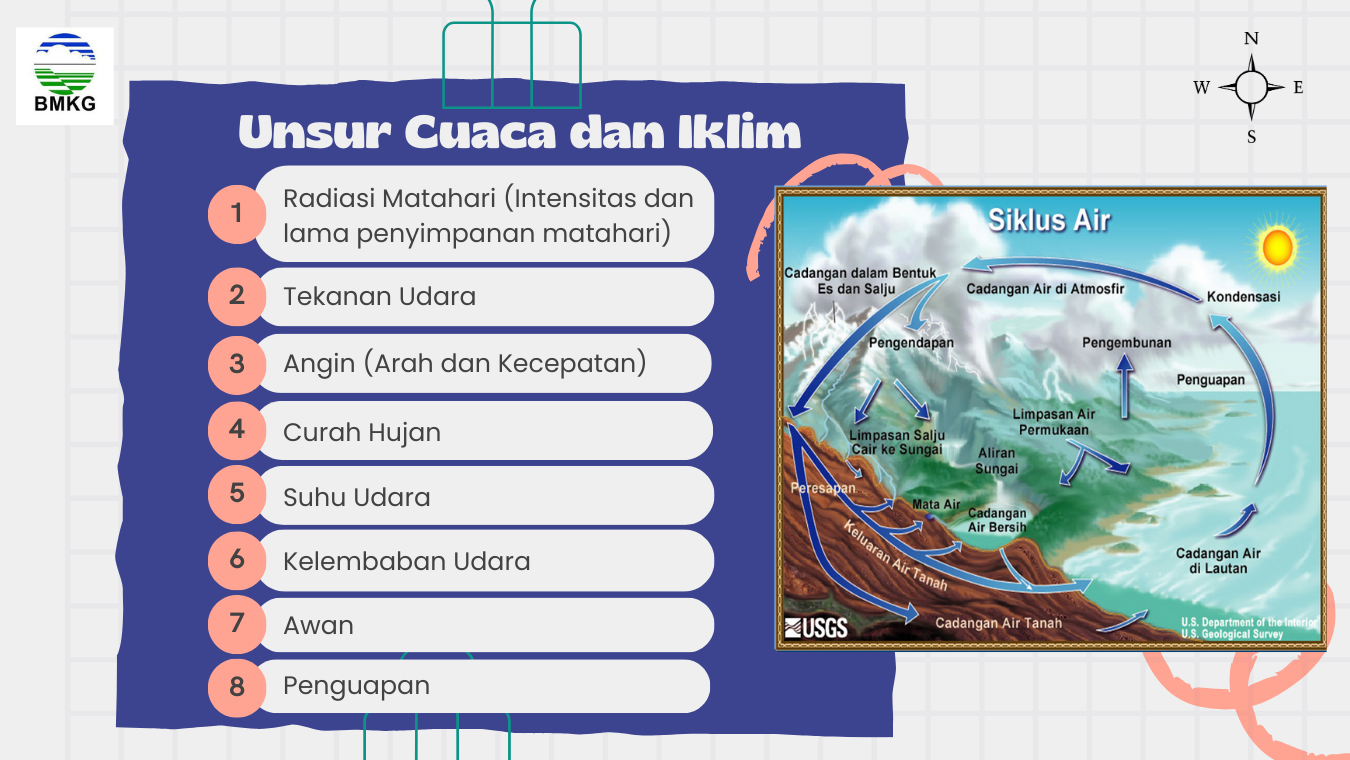 BMKG
N
W E
S
Unsur Cuaca dan Iklim
1
Radiasi Matahari (Intensitas dan
lama penyimpanan matahari)
2
Tekanan Udara
3
Angin (Arah dan Kecepatan)
4
Curah Hujan
5
Suhu Udara
6
Kelembaban Udara
7
Awan
8
Penguapan
Siklus Air
Cadangan dalam Bentuk
Es dan Salju
Cadangan Air di Atmosfir
Kondensasi
Pengendapan
Pengembunan
Penguapan
Limpasan Air
Permukaan
Limpasan Salju
Cair ke Sungai
Aliran
Sungai
Peresapan
Mata Air
Cadangan
Air Bersih
Keluaran Air Tanah
Cadangan Air
di Lautan
Cadangan Air Tanah
USGS
U.S. Department of the Interior
U.S. Geological Survey